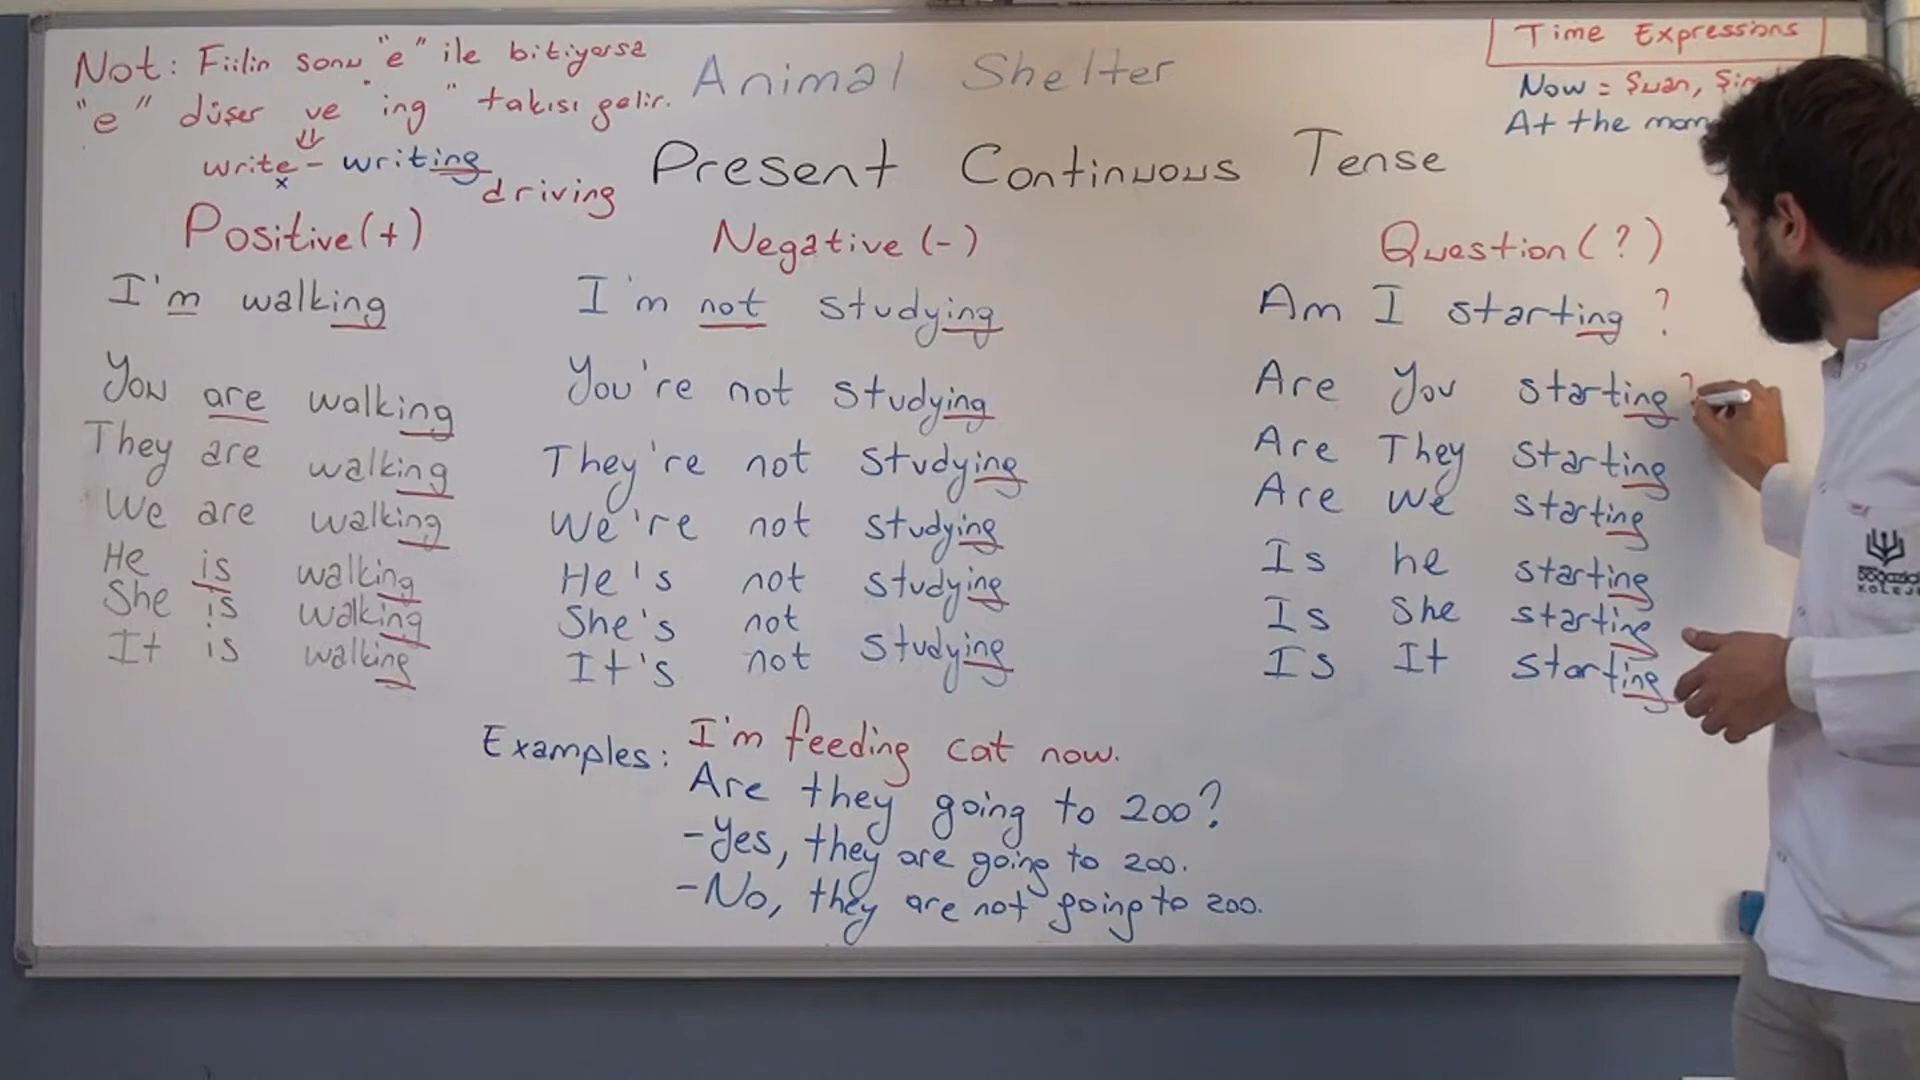 Not: Fiilin sonu "e" ile bitiyorsa
"e" düşer ve "ing" takısı gelir.
⇓
write - writing
x
driving
Animal Shelter
Present Continuous Tense
Time Expressions
Now = Şuan,
At the
Positive (+)
I'm walking
You are walking
They are walking
We are walking
He is walking
She is walking
It is walking
Negative (-)
I'm not studying
You're not studying
They're not studying
We're not studying
He's not studying
She's not
It's not studying
Question (?)
Am I starting ?
Are You starting ?
Are They starting
Are We starting
Is he starting
Is She starting
Is It starting
Examples: I'm feeding cat now.
Are they going to zoo?
-Yes, they are going to zoo.
-No, they are not going to zoo.
KOLEJİ